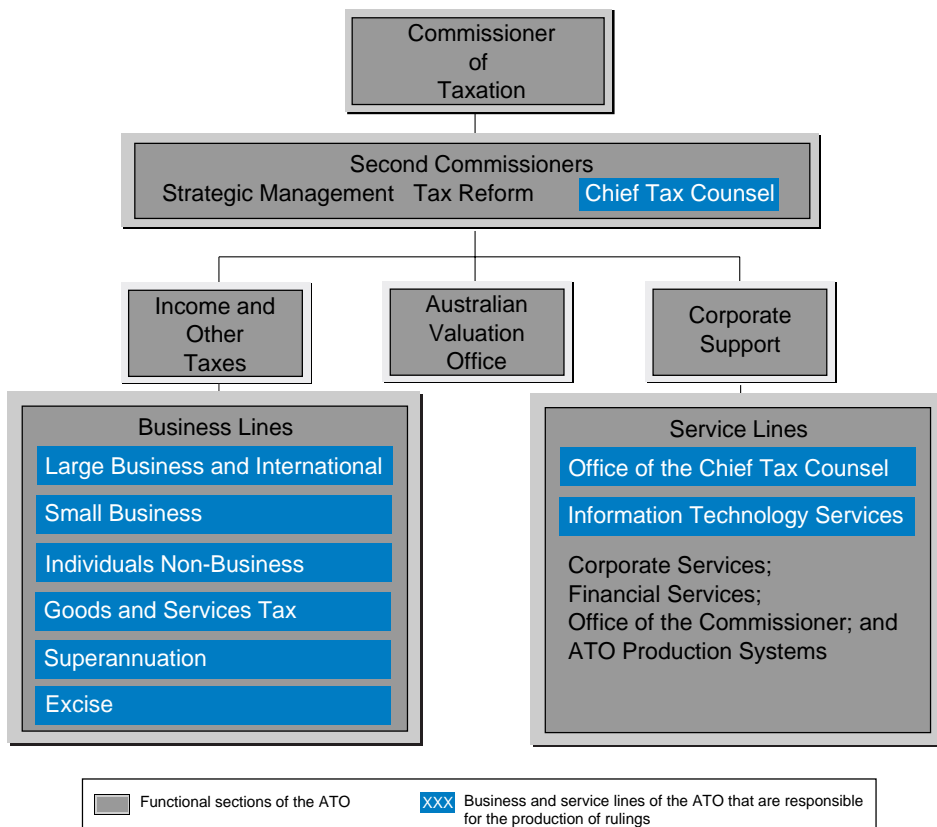 Commissioner
of
Taxation
Second Commissioners
Strategic Management Tax Reform Chief Tax Counsel
Income and
Other
Taxes
Australian
Valuation
Office
Corporate
Support
Business Lines
Large Business and International
Small Business
Individuals Non-Business
Goods and Services Tax
Superannuation
Excise
Service Lines
Office of the Chief Tax Counsel
Information Technology Services
Corporate Services;
Financial Services;
Office of the Commissioner; and
ATO Production Systems
Functional sections of the ATO
XXX Business and service lines of the ATO that are responsible
for the production of rulings